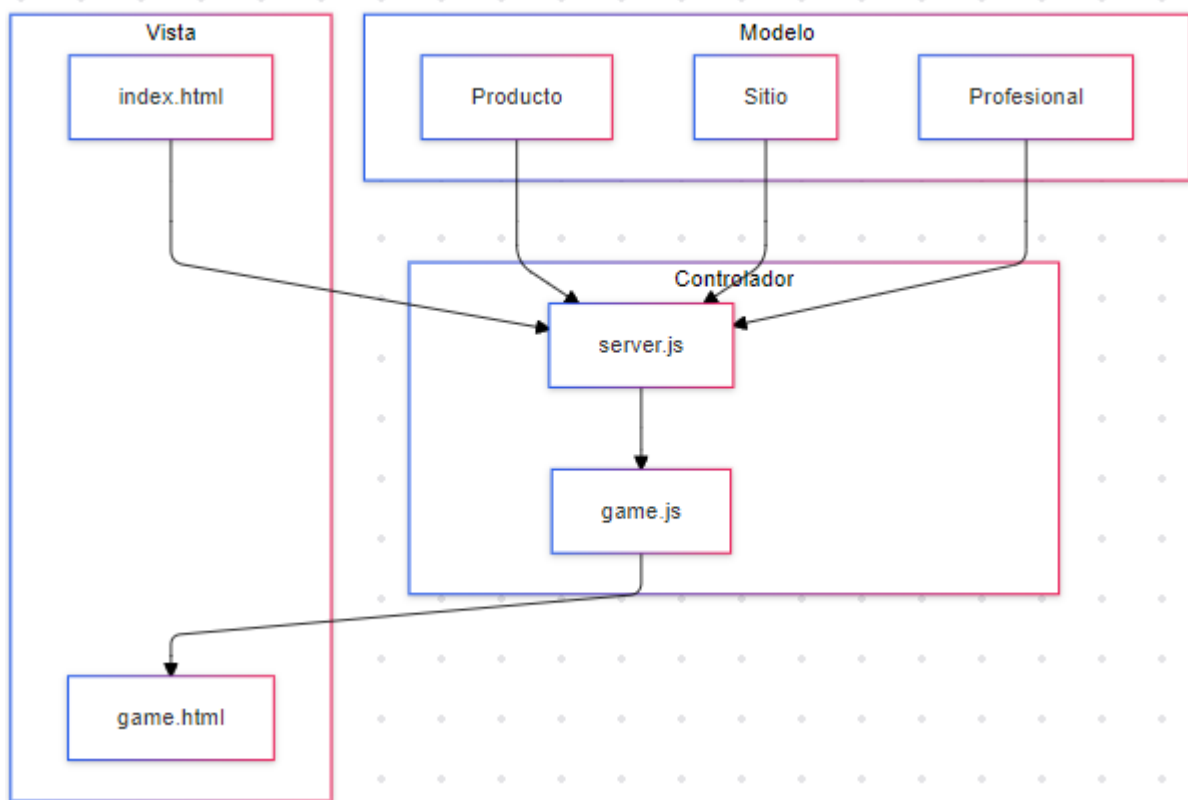 Vista
index.html
Modelo
Producto
Sitio
Profesional
Controlador
server.js
game.js
game.html